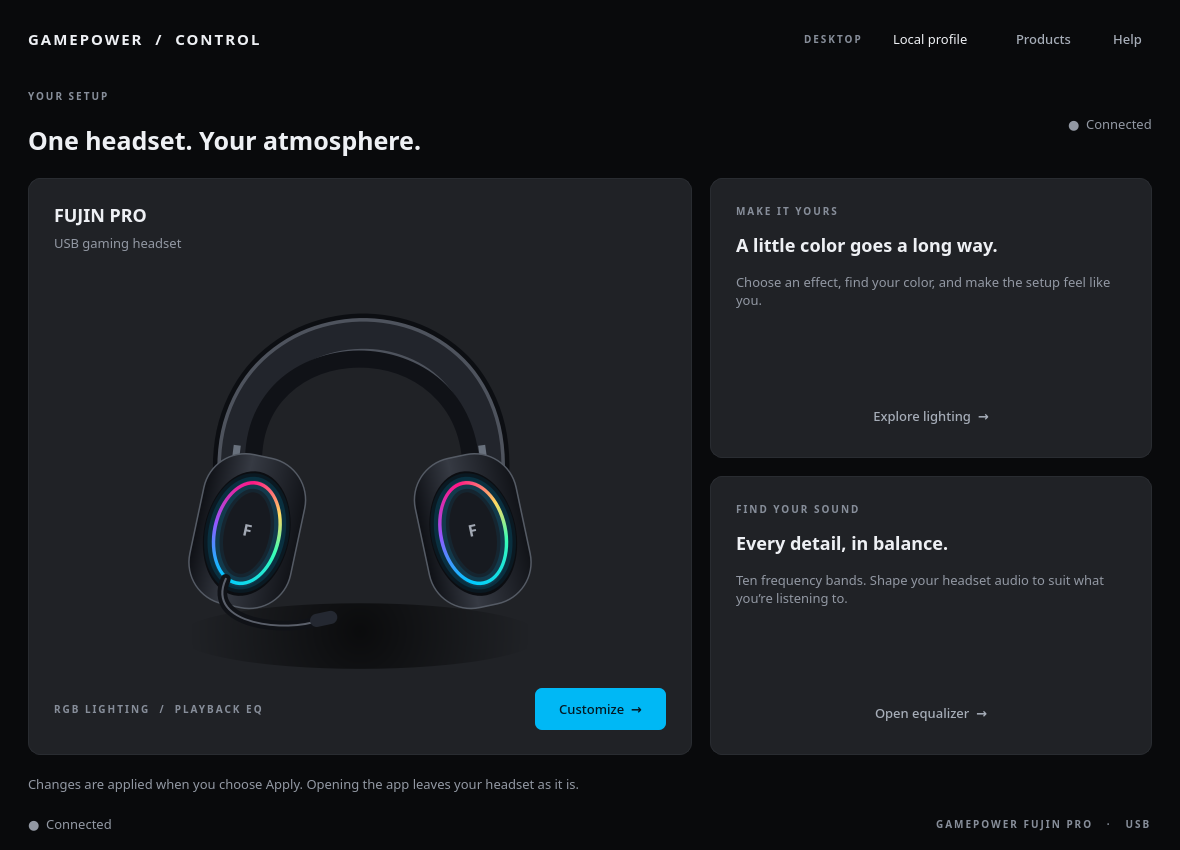 GAMEPOWER / CONTROL
DESKTOP Local profile Products Help
YOUR SETUP
One headset. Your atmosphere.
● Connected
FUJIN PRO
USB gaming headset
F F
RGB LIGHTING / PLAYBACK EQ
Customize →
MAKE IT YOURS
A little color goes a long way.
Choose an effect, find your color, and make the setup feel like
you.
Explore lighting →
FIND YOUR SOUND
Every detail, in balance.
Ten frequency bands. Shape your headset audio to suit what
you’re listening to.
Open equalizer →
Changes are applied when you choose Apply. Opening the app leaves your headset as it is.
● Connected
GAMEPOWER FUJIN PRO · USB